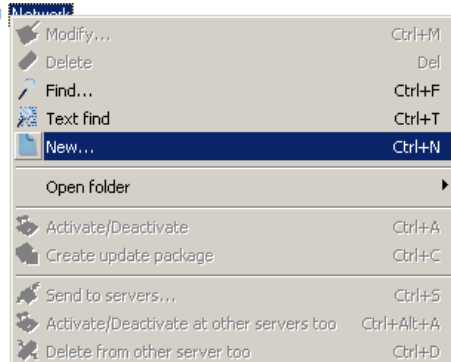 Network
Modify... Ctrl+M
Delete Del
Find... Ctrl+F
Text find Ctrl+T
New... Ctrl+N
Open folder
Activate/Deactivate Ctrl+A
Create update package Ctrl+C
Send to servers... Ctrl+S
Activate/Deactivate at other servers too Ctrl+Alt+A
Delete from other server too Ctrl+D